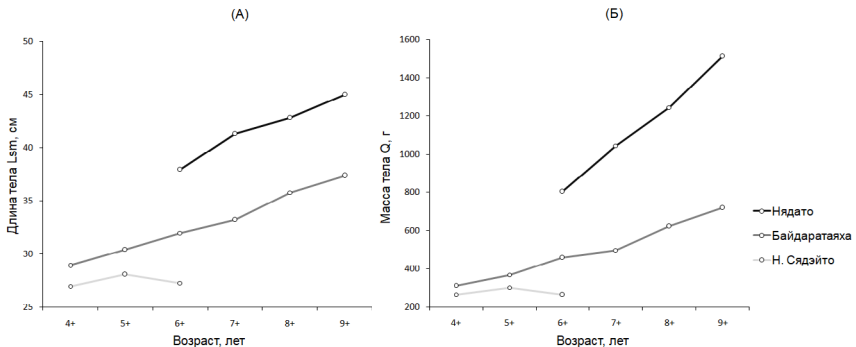 (А)
Длина тела Lsm, см
50
45
40
35
30
25
4+ 5+ 6+ 7+ 8+ 9+
Возраст, лет
(Б)
Масса тела Q, г
1600
1400
1200
1000
800
600
400
200
4+ 5+ 6+ 7+ 8+ 9+
Возраст, лет
Нядато
Байдаратаяха
Н. Сядэйто